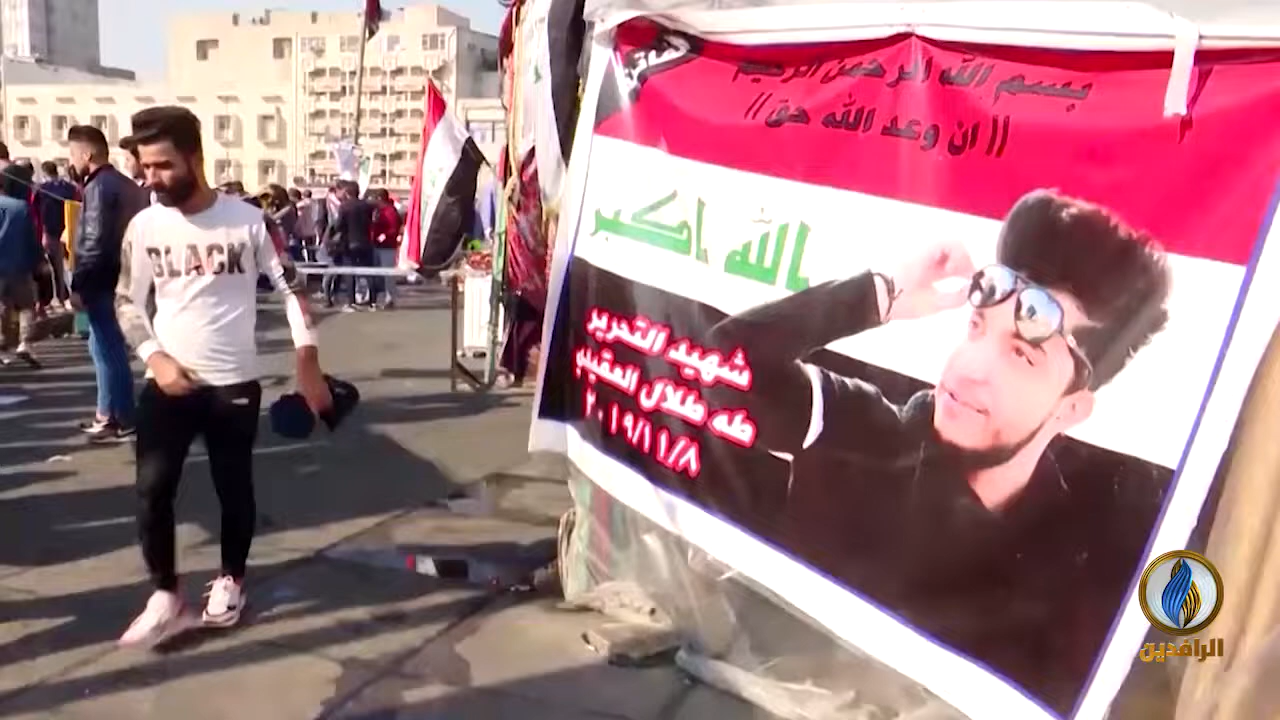 بسم الله الرحمن الرحيم
// ان وعد الله حق //
الله اكبر
شهيد التحرير
طه طلال العقيدي
٢٠١٩/١١/٨
BLACK
الرافدين